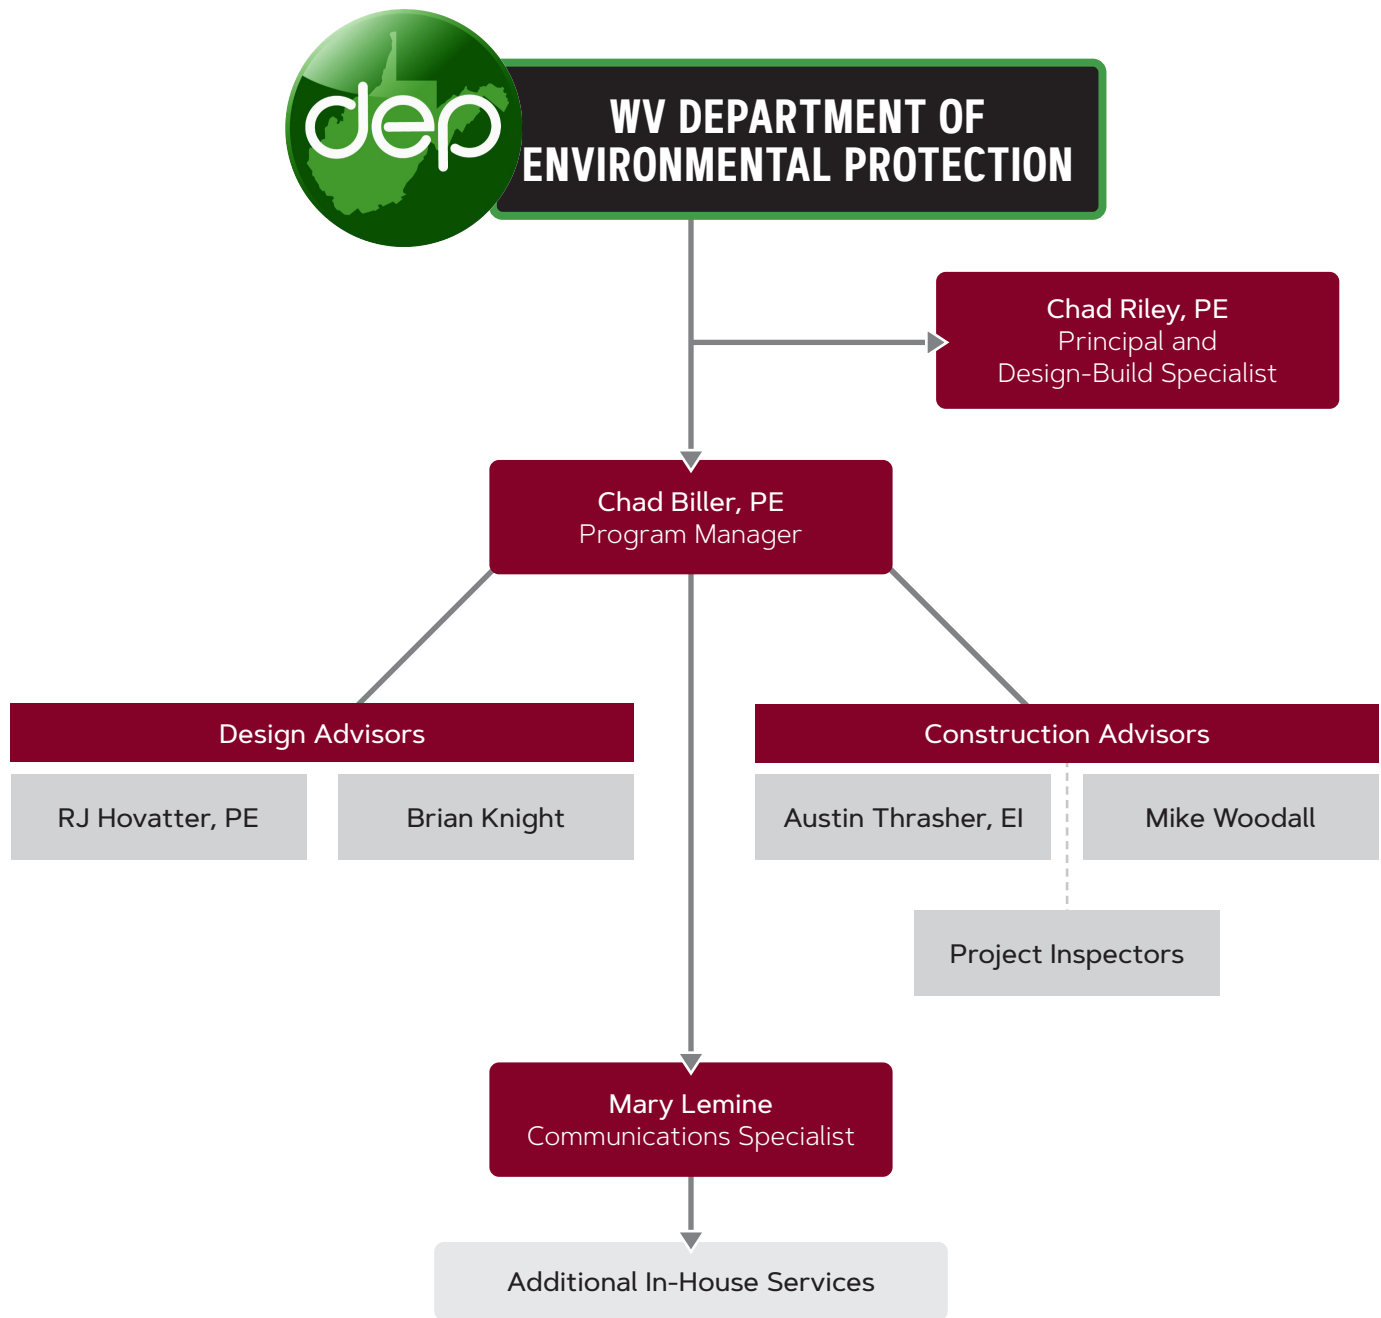 dep
WV DEPARTMENT OF
ENVIRONMENTAL PROTECTION
Chad Riley, PE
Principal and
Design-Build Specialist
Chad Biller, PE
Program Manager
Design Advisors
RJ Hovatter, PE
Brian Knight
Construction Advisors
Austin Thrasher, EI
Mike Woodall
Project Inspectors
Mary Lemine
Communications Specialist
Additional In-House Services